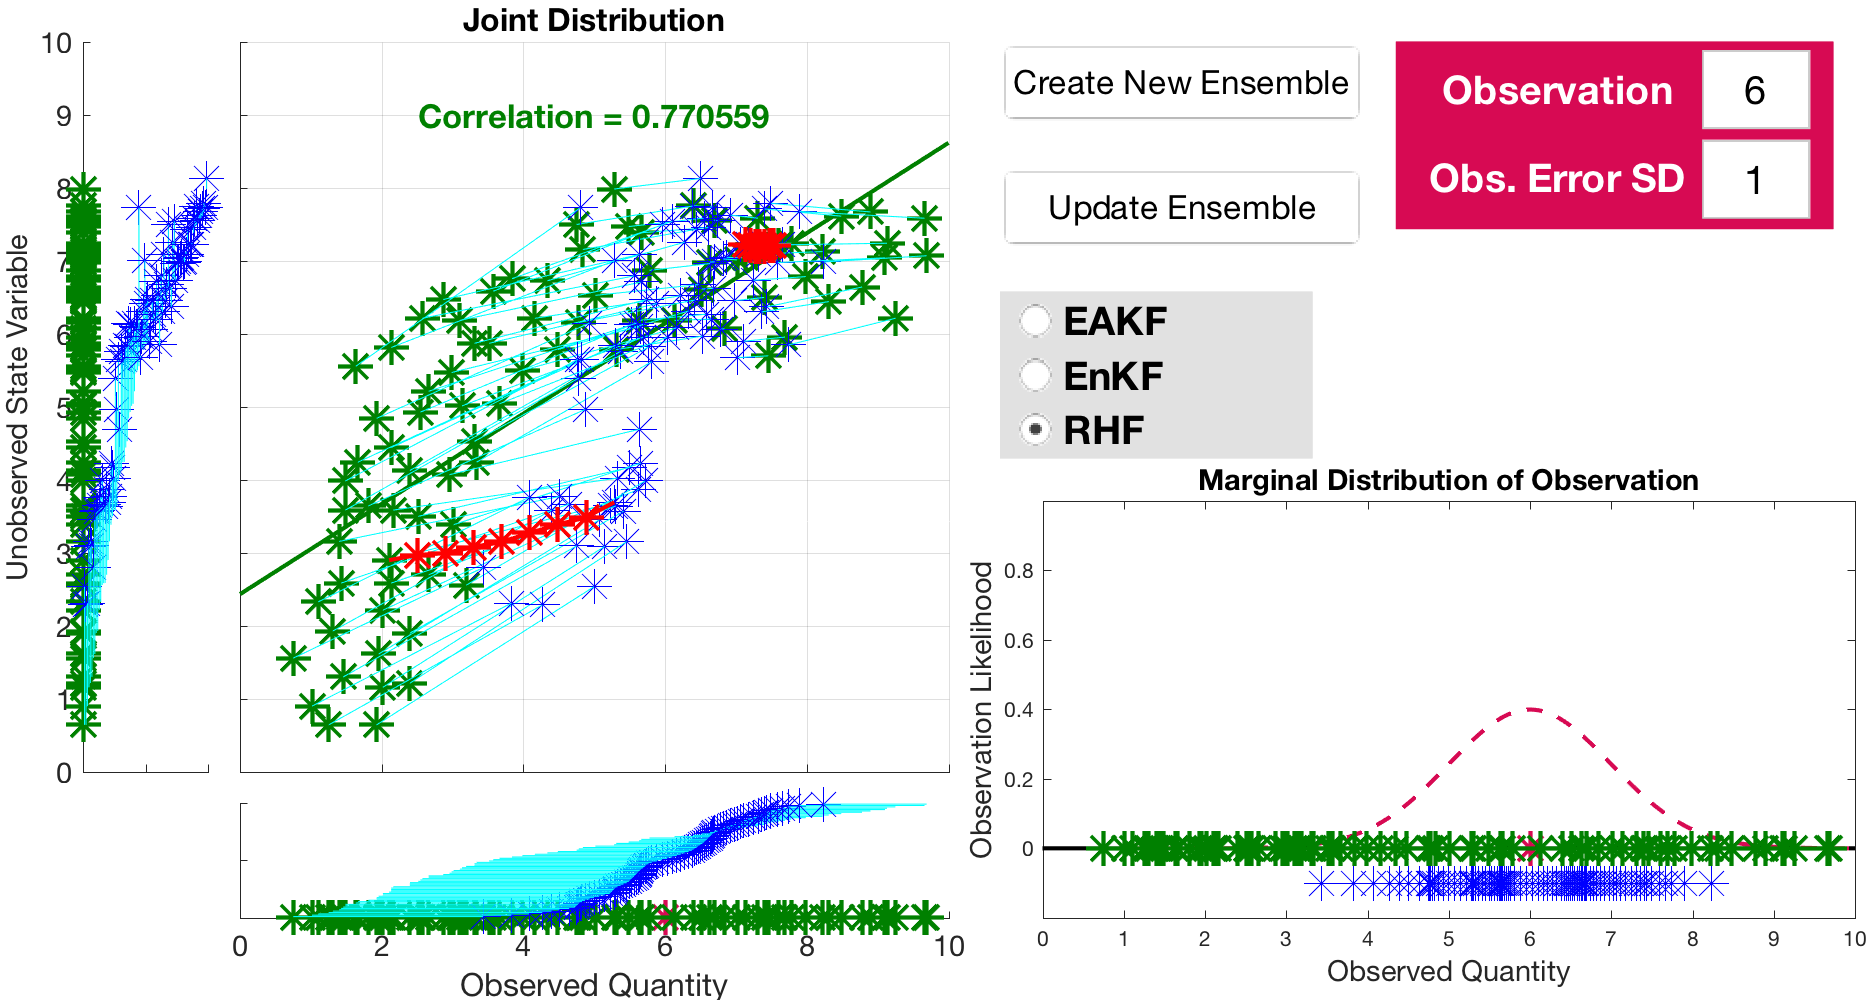 Joint Distribution
Correlation = 0.770559
Unobserved State Variable
10
9
8
7
6
5
4
3
2
1
0
0
2
4
6
8
10
Observed Quantity
Create New Ensemble
Update Ensemble
Observation
6
Obs. Error SD
1
EAKF
EnKF
RHF
Marginal Distribution of Observation
Observation Likelihood
0.8
0.6
0.4
0.2
0
0
1
2
3
4
5
6
7
8
9
10
Observed Quantity